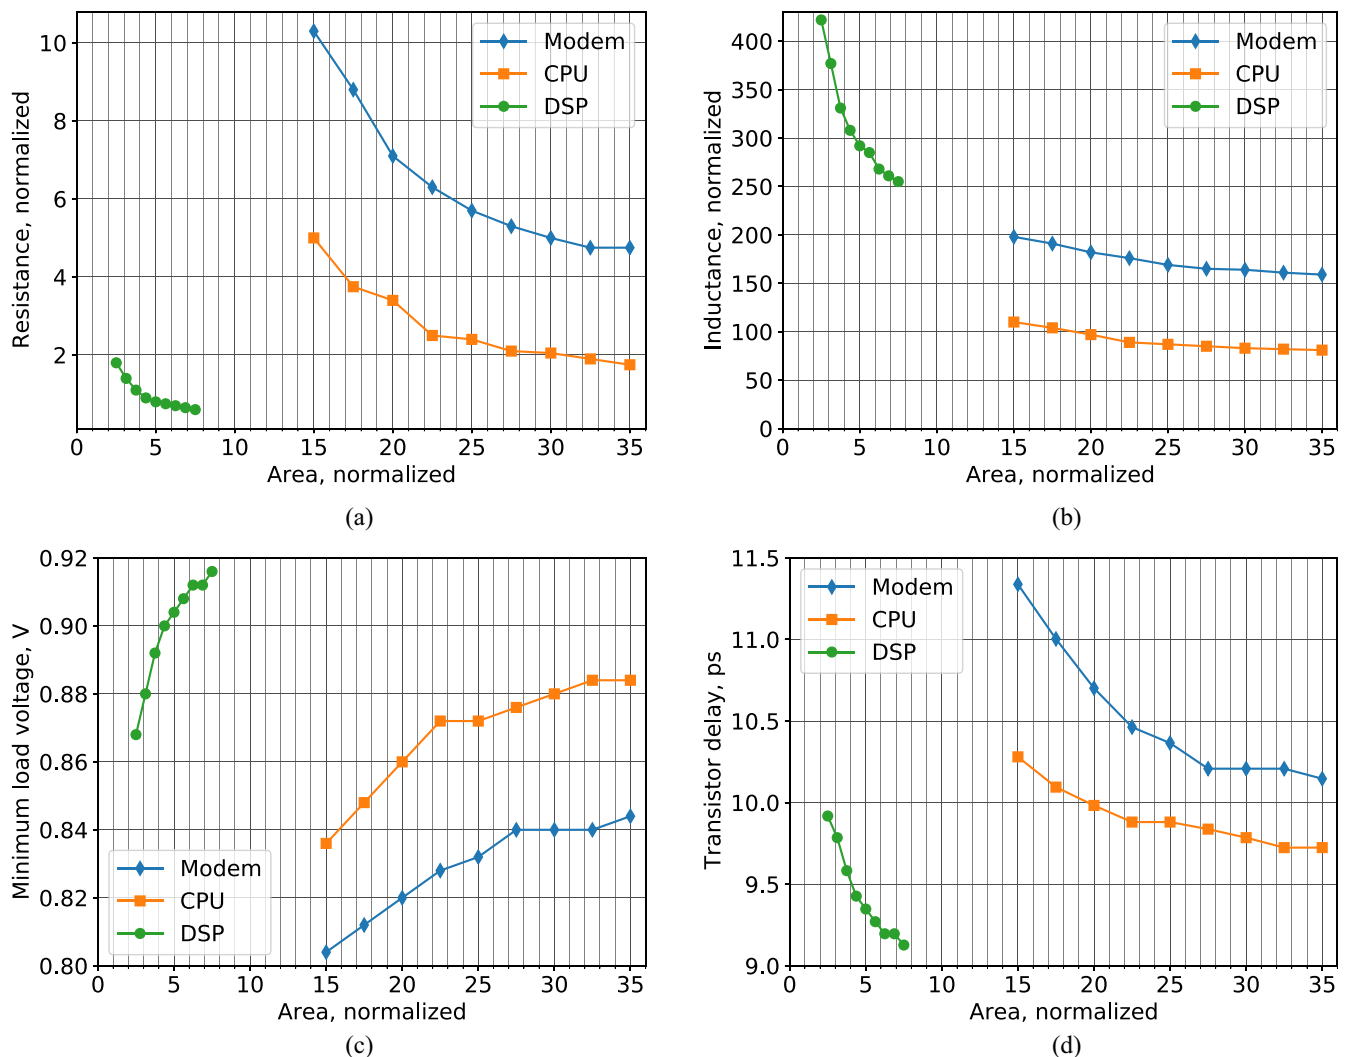 Resistance, normalized
10
8
6
4
2
Modem
CPU
DSP
0 5 10 15 20 25 30 35
Area, normalized
(a)
Inductance, normalized
400
350
300
250
200
150
100
50
0
Modem
CPU
DSP
0 5 10 15 20 25 30 35
Area, normalized
(b)
Minimum load voltage, V
0.92
0.90
0.88
0.86
0.84
0.82
0.80
Modem
CPU
DSP
0 5 10 15 20 25 30 35
Area, normalized
(c)
Transistor delay, ps
11.5
11.0
10.5
10.0
9.5
9.0
Modem
CPU
DSP
0 5 10 15 20 25 30 35
Area, normalized
(d)